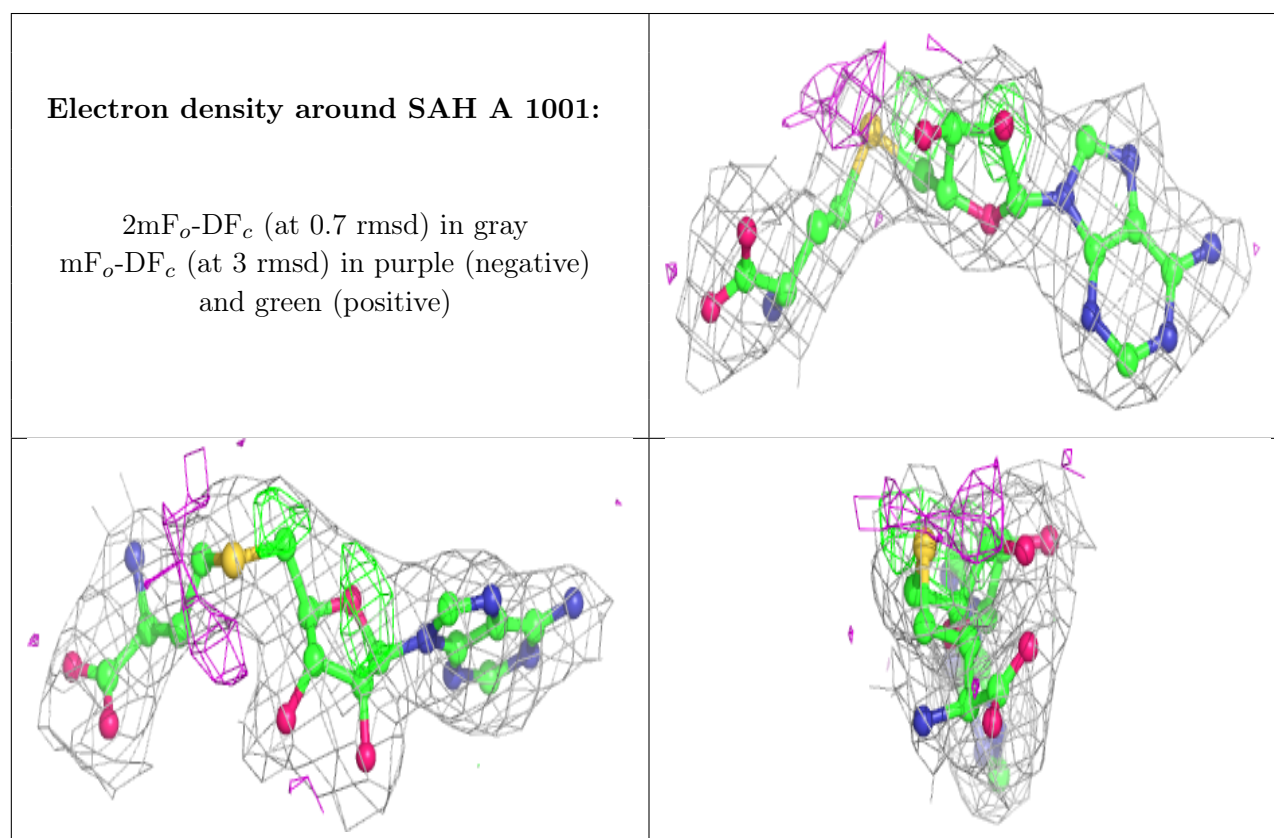 Electron density around SAH A 1001:
2mFₒ-DF𝒸 (at 0.7 rmsd) in gray
mFₒ-DF𝒸 (at 3 rmsd) in purple (negative)
and green (positive)